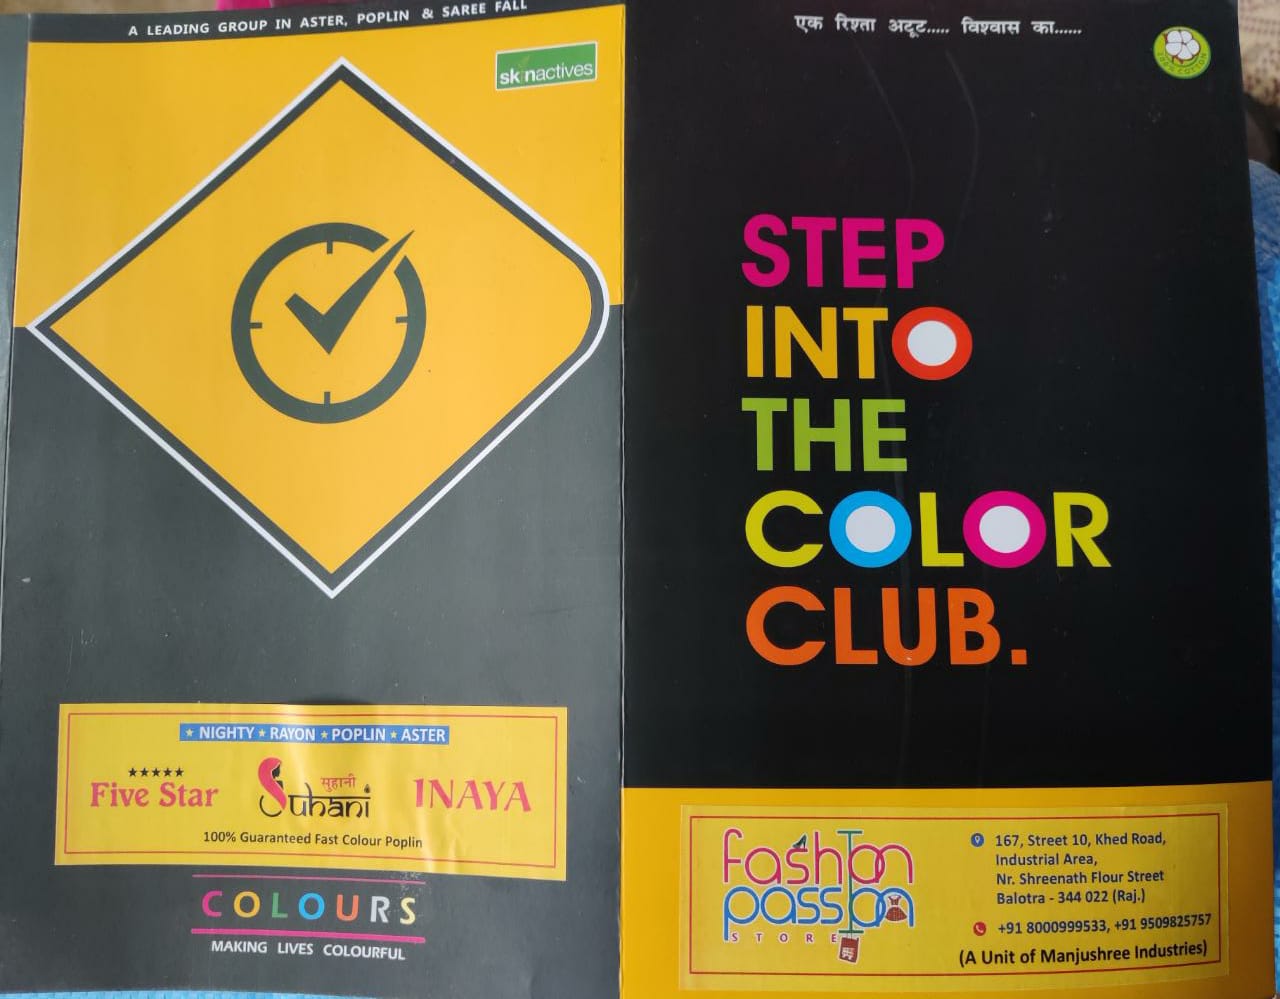 A LEADING GROUP IN ASTER, POPLIN & SAREE FALL
skinactives
★ NIGHTY ★ RAYON ★ POPLIN ★ ASTER
★★★★★
Five Star
सुहानी
Suhani
INAYA
100% Guaranteed Fast Colour Poplin
COLOURS
MAKING LIVES COLOURFUL
एक रिश्ता अटूट..... विश्वास का......
100% COTTON
STEP
INTO
THE
COLOR
CLUB.
fashion
passion
STORE
167, Street 10, Khed Road,
Industrial Area,
Nr. Shreenath Flour Street
Balotra - 344 022 (Raj.)
+91 8000999533, +91 9509825757
(A Unit of Manjushree Industries)